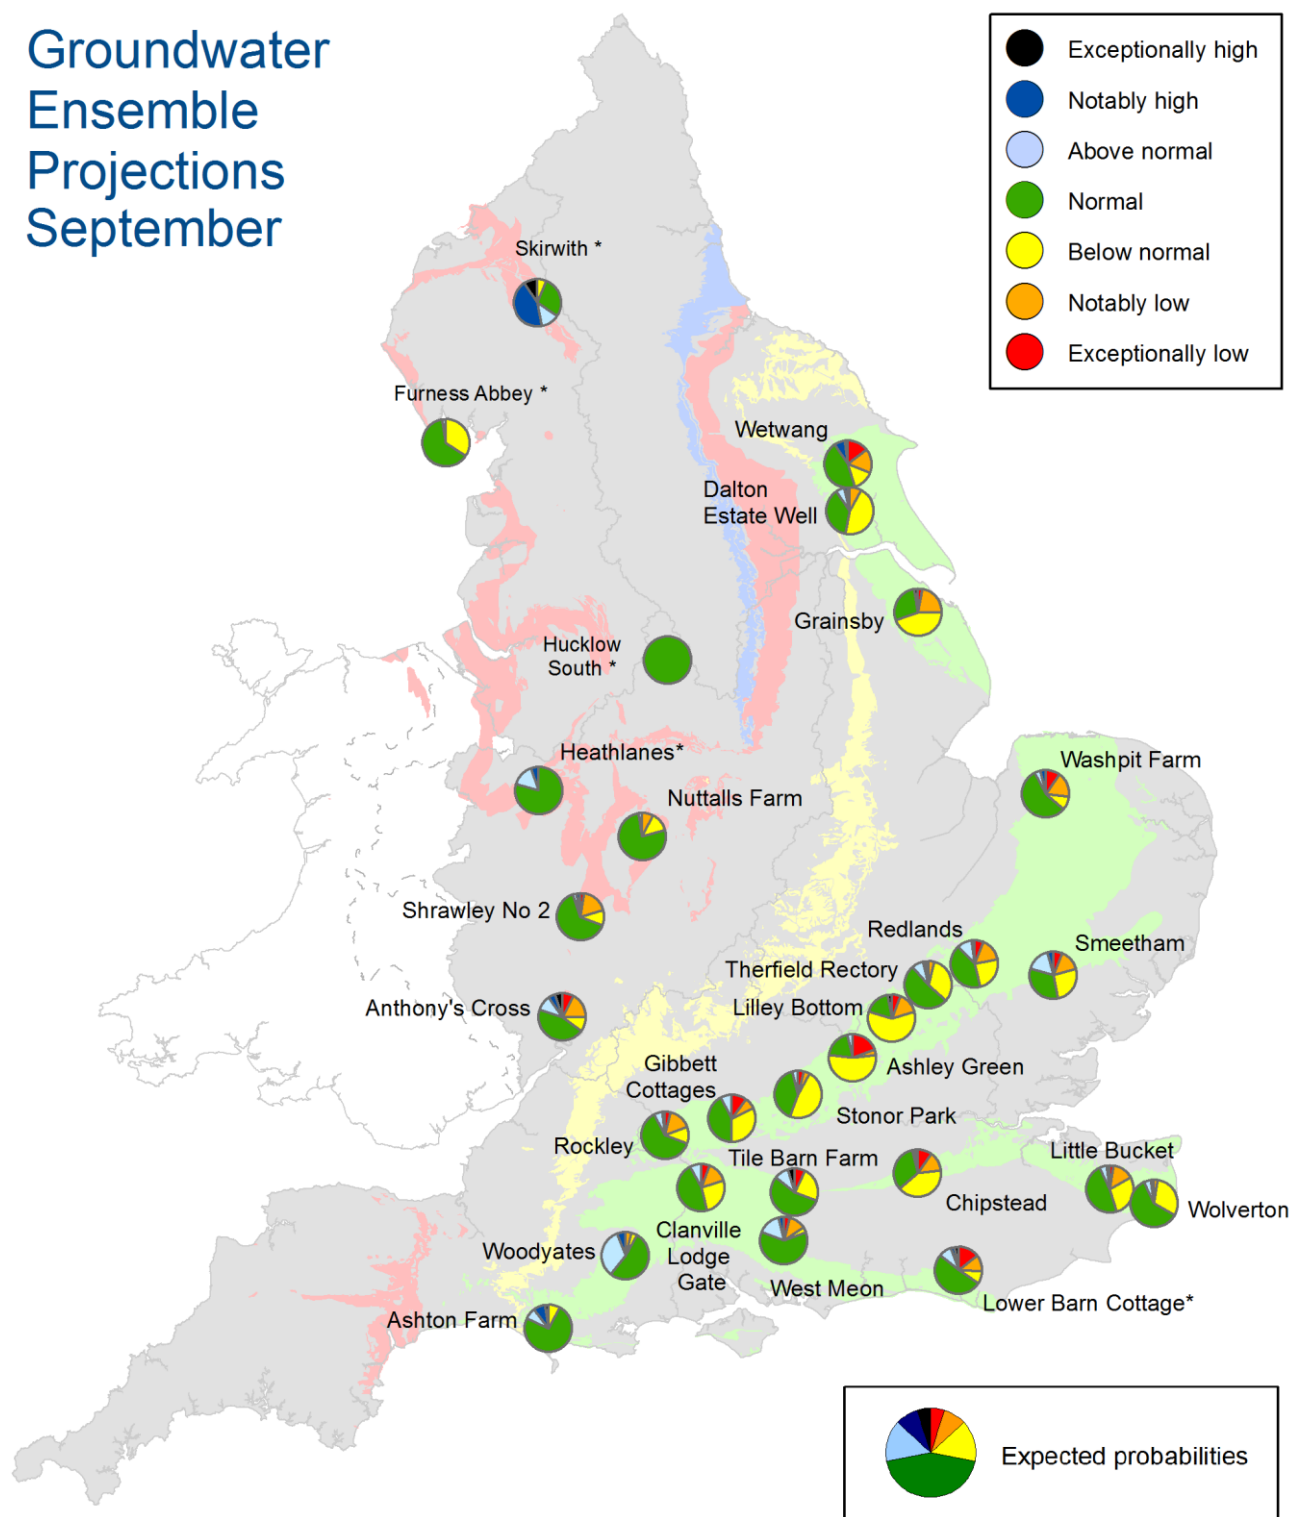 Groundwater
Ensemble
Projections
September
Exceptionally high
Notably high
Above normal
Normal
Below normal
Notably low
Exceptionally low
Skirwith *
Furness Abbey *
Wetwang
Dalton
Estate Well
Grainsby
Hucklow
South *
Heathlanes*
Nuttalls Farm
Washpit Farm
Shrawley No 2
Redlands
Smeetham
Therfield Rectory
Anthony's Cross
Lilley Bottom
Gibbett
Cottages
Ashley Green
Stonor Park
Rockley
Tile Barn Farm
Little Bucket
Chipstead
Wolverton
Woodyates
Clanville
Lodge
Gate
West Meon
Lower Barn Cottage*
Ashton Farm
Expected probabilities